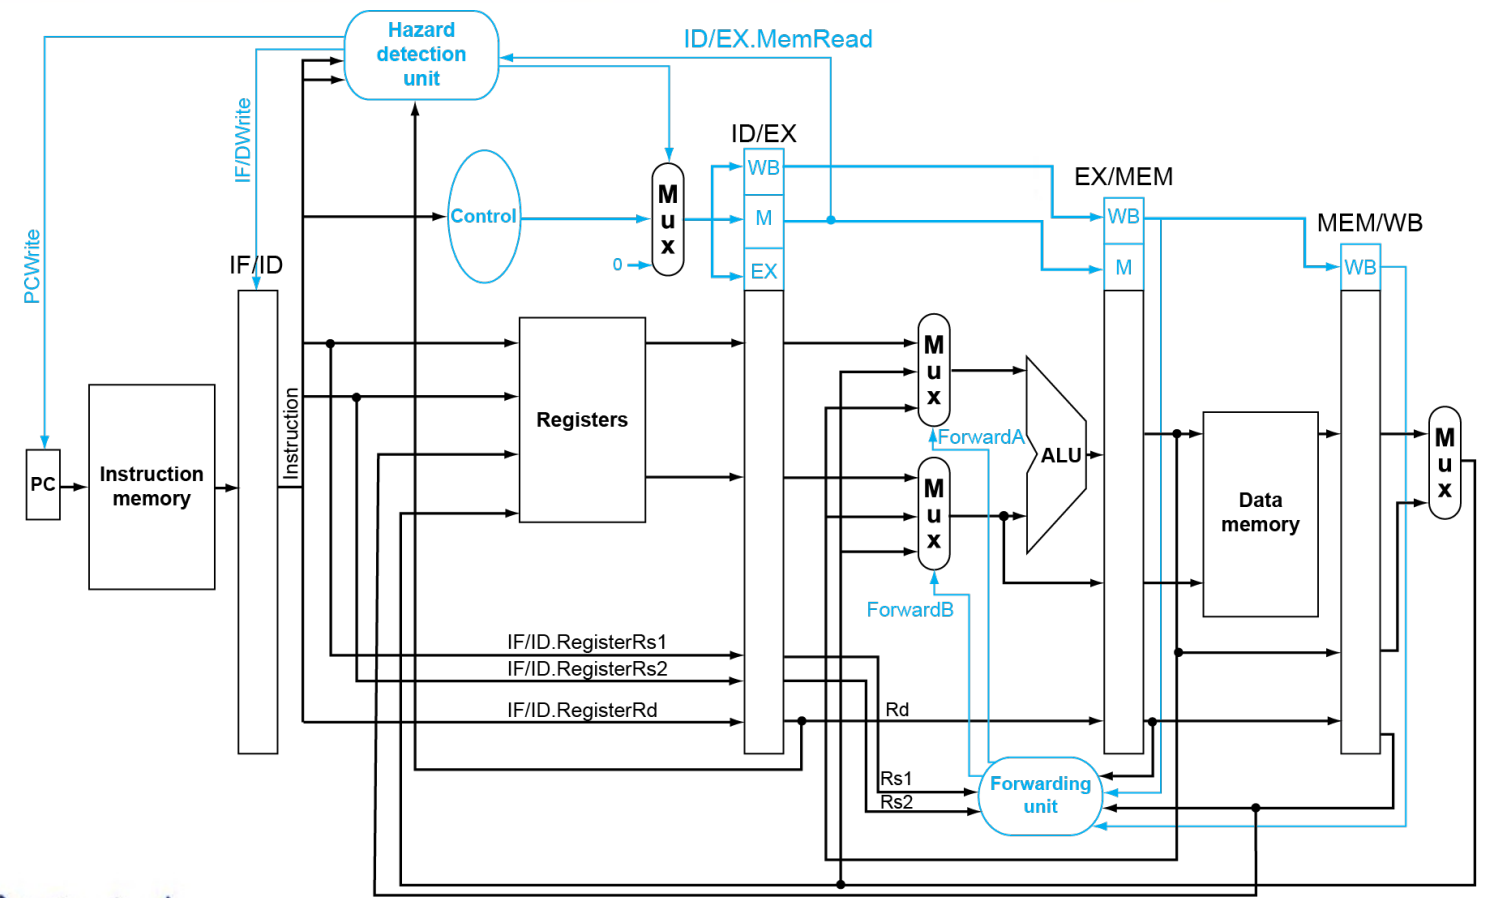 Hazard
detection
unit
ID/EX.MemRead
IF/DWrite
PCWrite
ID/EX
WB
M
EX
EX/MEM
WB
M
MEM/WB
WB
Control
0
M
u
x
IF/ID
PC
Instruction
memory
Instruction
Registers
M
u
x
ForwardA
M
u
x
ForwardB
ALU
Data
memory
M
u
x
IF/ID.RegisterRs1
IF/ID.RegisterRs2
IF/ID.RegisterRd
Rd
Rs1
Rs2
Forwarding
unit